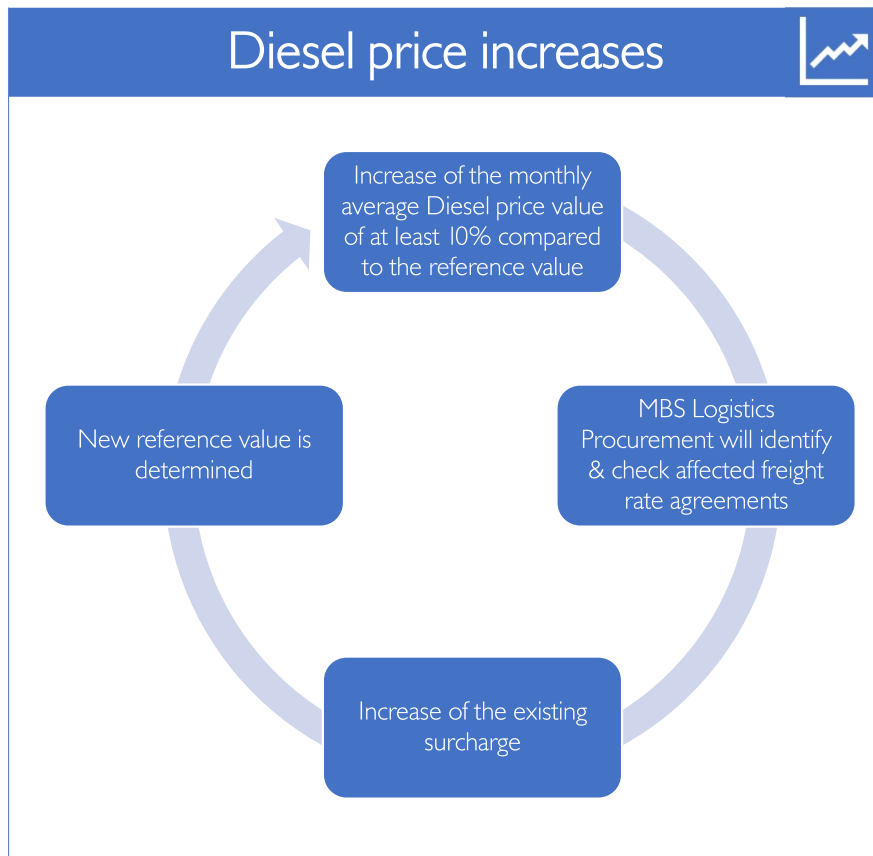 Diesel price increases
Increase of the monthly
average Diesel price value
of at least 10% compared
to the reference value
MBS Logistics
Procurement will identify
& check affected freight
rate agreements
Increase of the existing
surcharge
New reference value is
determined